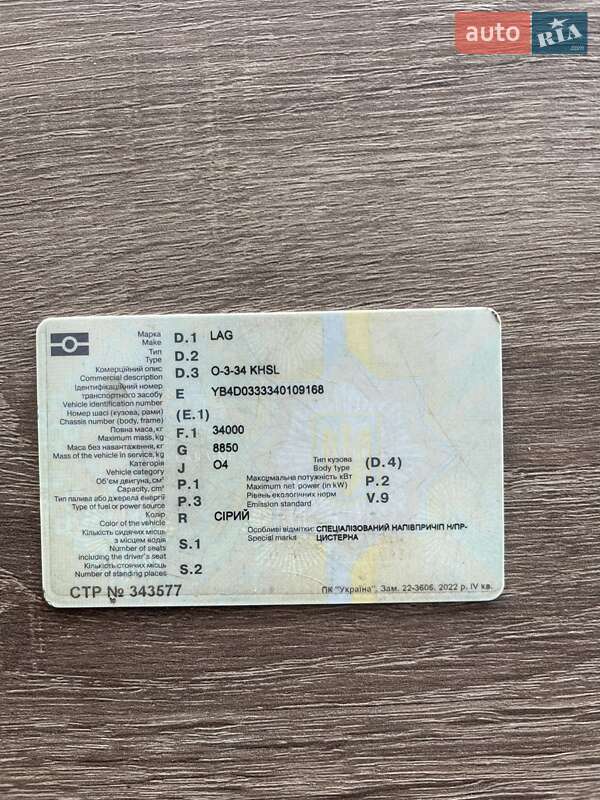 auto RIA.com
Марка
Make D.1 LAG
Тип
Type D.2
Комерційний опис
Commercial description D.3 O-3-34 KHSL
Ідентифікаційний номер
транспортного засобу
Vehicle identification number E YB4D0333340109168
Номер шасі (кузова, рами)
Chassis number (body, frame) (E.1)
Повна маса, кг
Maximum mass, kg F.1 34000
Маса без навантаження, кг
Mass of the vehicle in service, kg G 8850
Категорія
Vehicle category J O4
Тип кузова
Body type (D.4)
Об'єм двигуна, см³
Capacity, cm³ P.1
Максимальна потужність кВт
Maximum net power (in kW) P.2
Тип палива або джерела енергії
Type of fuel or power source P.3
Рівень екологічних норм
Emission standard V.9
Колір
Color of the vehicle R СІРИЙ
Особливі відмітки: СПЕЦІАЛІЗОВАНИЙ НАПІВПРИЧІП Н/ПР-
Special marks ЦИСТЕРНА
Кількість сидячих місць
з місцем водія
Number of seats
including the driver's seat S.1
Кількість стоячих місць
Number of standing places S.2
СТР № 343577
ПК "Україна", Зам. 22-3606, 2022 р. IV кв.